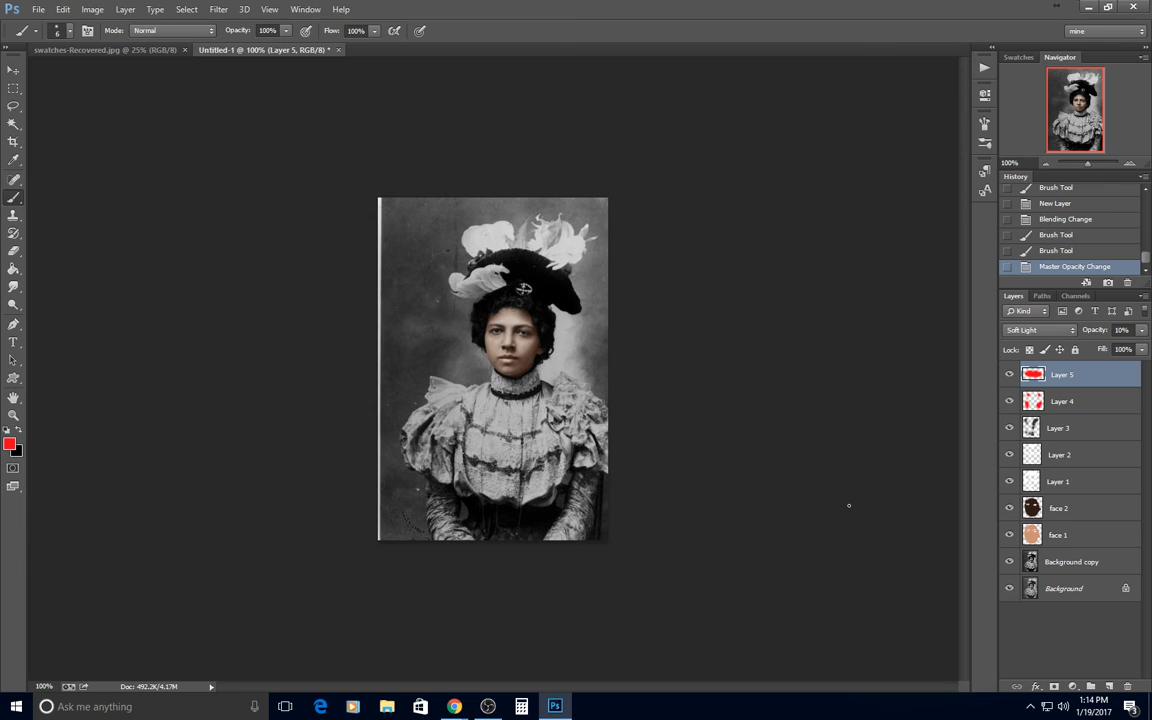 Ps File Edit Image Layer Type Select Filter 3D View Window Help
6 Mode: Normal Opacity: 100% Flow: 100% mine
swatches-Recovered.jpg @ 25% (RGB/8) × Untitled-1 @ 100% (Layer 5, RGB/8) * ×
Swatches Navigator
100%
History
Brush Tool
New Layer
Blending Change
Brush Tool
Brush Tool
Master Opacity Change
Layers Paths Channels
Kind
Soft Light Opacity: 10%
Lock: Fill: 100%
Layer 5
Layer 4
Layer 3
Layer 2
Layer 1
face 2
face 1
Background copy
Background
100% Doc: 492.2K/4.17M
Ask me anything
Ps
1:14 PM
1/19/2017
3